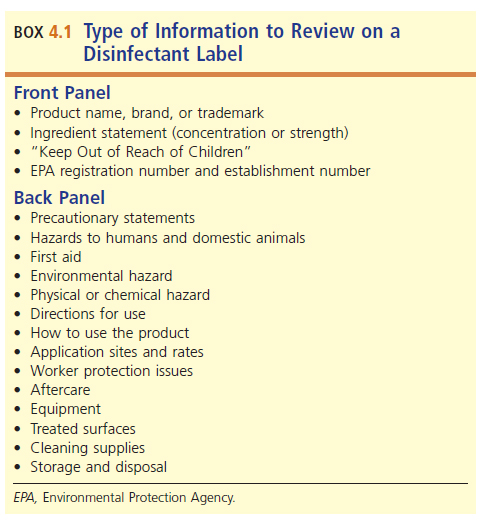 BOX 4.1 Type of Information to Review on a
Disinfectant Label
Front Panel
• Product name, brand, or trademark
• Ingredient statement (concentration or strength)
• “Keep Out of Reach of Children”
• EPA registration number and establishment number
Back Panel
• Precautionary statements
• Hazards to humans and domestic animals
• First aid
• Environmental hazard
• Physical or chemical hazard
• Directions for use
• How to use the product
• Application sites and rates
• Worker protection issues
• Aftercare
• Equipment
• Treated surfaces
• Cleaning supplies
• Storage and disposal
EPA, Environmental Protection Agency.